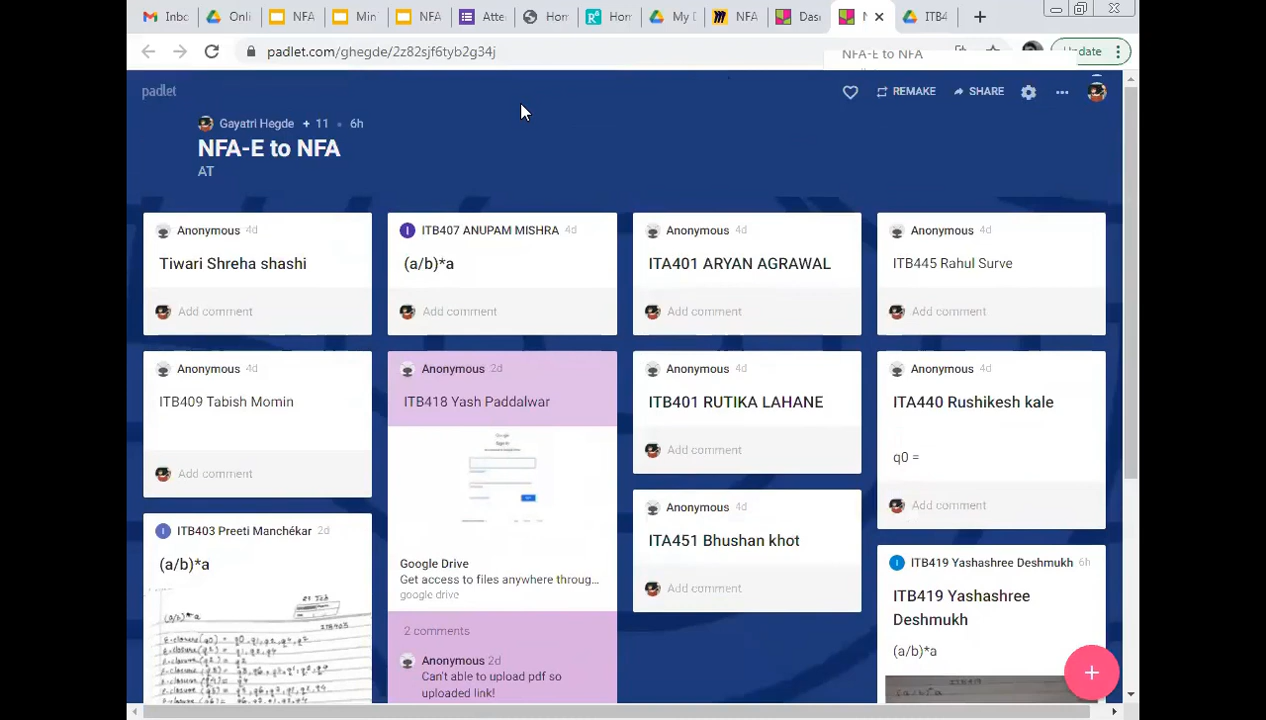 Inbo
Onli
NFA
Min
NFA
Atte
Hom
Hom
My D
NFA
Das
N
ITB4
padlet.com/ghegde/2z82sjf6tyb2g34j
NFA-E to NFA
Update
padlet
REMAKE
SHARE
Gayatri Hegde + 11 • 6h
NFA-E to NFA
AT
Anonymous 4d
Tiwari Shreha shashi
Add comment
Anonymous 4d
ITB409 Tabish Momin
Add comment
ITB403 Preeti Manchékar 2d
(a/b)*a
(a/b)*a
ITB403
ITB407 ANUPAM MISHRA 4d
(a/b)*a
Add comment
Anonymous 2d
ITB418 Yash Paddalwar
Google
Google Drive
Get access to files anywhere throug...
google drive
2 comments
Anonymous 2d
Can't able to upload pdf so
uploaded link!
Anonymous 4d
ITA401 ARYAN AGRAWAL
Add comment
Anonymous 4d
ITB401 RUTIKA LAHANE
Add comment
Anonymous 4d
ITA451 Bhushan khot
Add comment
Anonymous 4d
ITB445 Rahul Surve
Add comment
Anonymous 4d
ITA440 Rushikesh kale
q0 =
Add comment
ITB419 Yashashree Deshmukh 6h
ITB419 Yashashree
Deshmukh
(a/b)*a